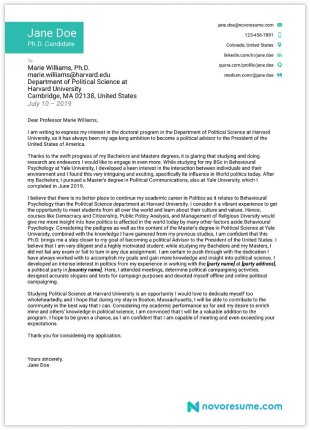 Jane Doe
Ph.D. Candidate
jane.doe@novoresume.com
123-456-7891
Colorado, United States
linkedin.com/in/jane.doe
quora.com/profile/jane.doe
medium.com/@jane.doe
To
Marie Williams, Ph.D.
marie.williams@harvard.edu
Department of Political Science at
Harvard University
Cambridge, MA 02138, United States
July 10 – 2019
Dear Professor Marie Williams,
I am writing to express my interest in the doctoral program in the Department of Political Science at Harvard
University, as it has always been my age-long ambition to become a political advisor to the President of the
United States of America.
Thanks to the swift progress of my Bachelors and Masters degrees, it is glaring that studying and doing
research are endeavors I would like to engage in even more. While studying for my BSc in Behavioural
Psychology at Yale University, I developed a keen interest in the interaction between individuals and their
environment and I found this very intriguing and exciting, specifically its influence in World politics today. After
my Bachelors, I pursued a Master's degree in Political Communications, also at Yale University, which I
completed in June 2019.
I believe that there is no better place to continue my academic career in Politics as it relates to Behavioural
Psychology than the Department of Political Science at Harvard University. I consider it a vibrant experience to get
the opportunity to meet students from all over the world and learn about their culture and values. Hence,
courses like Democracy and Citizenship, Public Policy Analysis, and Management of Religious Diversity would
give me more insight into how politics is affected in the world today by many other factors aside Behavioural
Psychology. Considering the pedigree as well as the content of the Master's degree in Political Science at Yale
University, combined with the knowledge I have garnered from my previous studies, I am confident that this
Ph.D. brings me a step closer to my goal of becoming a Political Advisor to the President of the United States. I
believe that I am very diligent and a highly motivated student, while studying my Bachelors and my Masters, I
did not fail any exam or fail to turn in any due assignment. I am certain to push through with the dedication I
have always worked with to accomplish my goals and gain more knowledge and insight into political science. I
developed an intense interest in politics from my experience in working with the [party name] at [party address],
a political party in [country name]. Here, I attended meetings, determine political campaigning activities,
designed accurate slogans and texts for campaign purposes and devoted myself offline and online political
campaigning.
Studying Political Science at Harvard University is an opportunity I would love to dedicate myself too
wholeheartedly, and I hope that during my stay in Boston, Massachusetts, I will be able to contribute to the
community in the best way that I can. Considering my academic performance so far and my desire to enrich
mine and others' knowledge in political science, I am convinced that I will be a valuable addition to the
program. I hope to be given a chance, as I am confident that I am capable of meeting and even exceeding your
expectations.
Thank you for considering my application.
Yours sincerely,
Jane Doe
novoresume.com